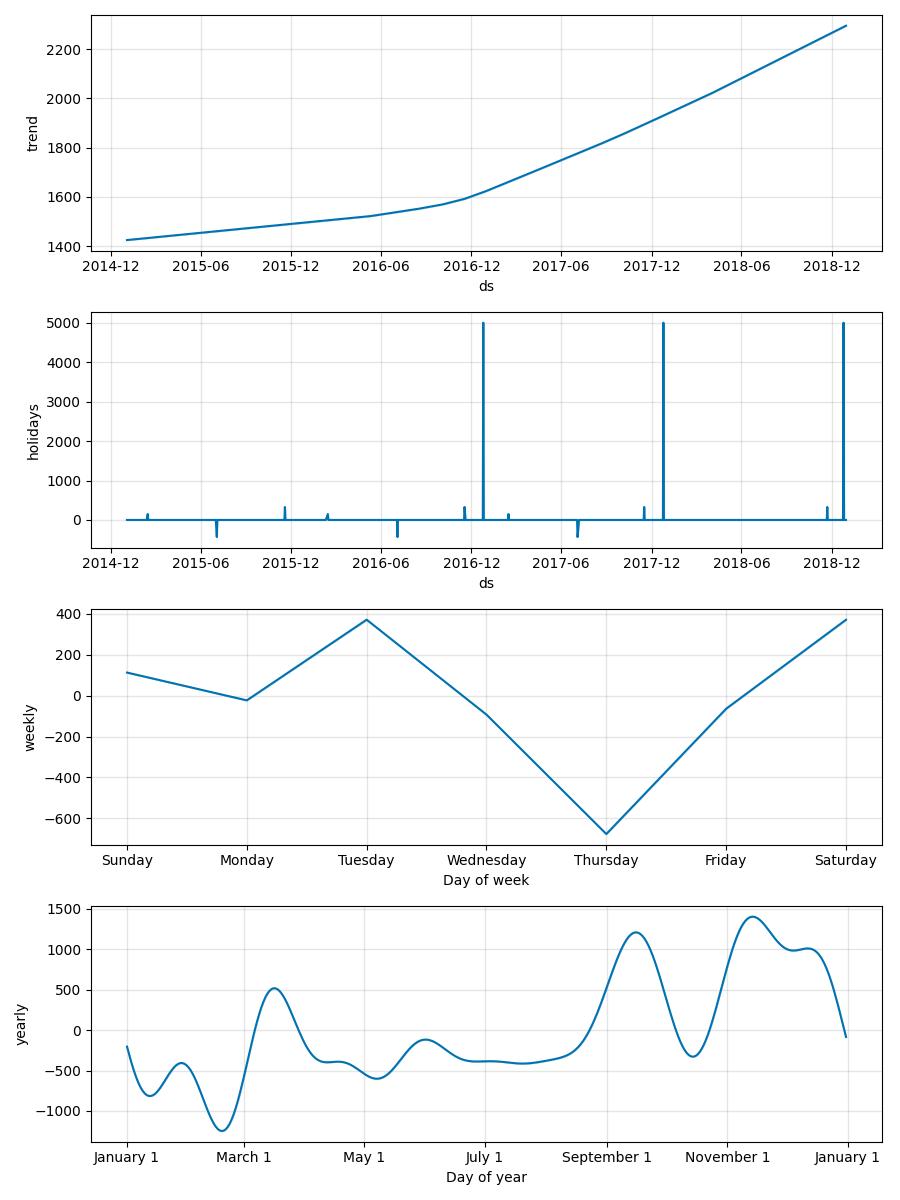 2200
2000
1800
1600
1400
trend
2014-12 2015-06 2015-12 2016-06 2016-12 2017-06 2017-12 2018-06 2018-12
ds
5000
4000
3000
2000
1000
0
holidays
2014-12 2015-06 2015-12 2016-06 2016-12 2017-06 2017-12 2018-06 2018-12
ds
400
200
0
−200
−400
−600
weekly
Sunday Monday Tuesday Wednesday Thursday Friday Saturday
Day of week
1500
1000
500
0
−500
−1000
yearly
January 1 March 1 May 1 July 1 September 1 November 1 January 1
Day of year